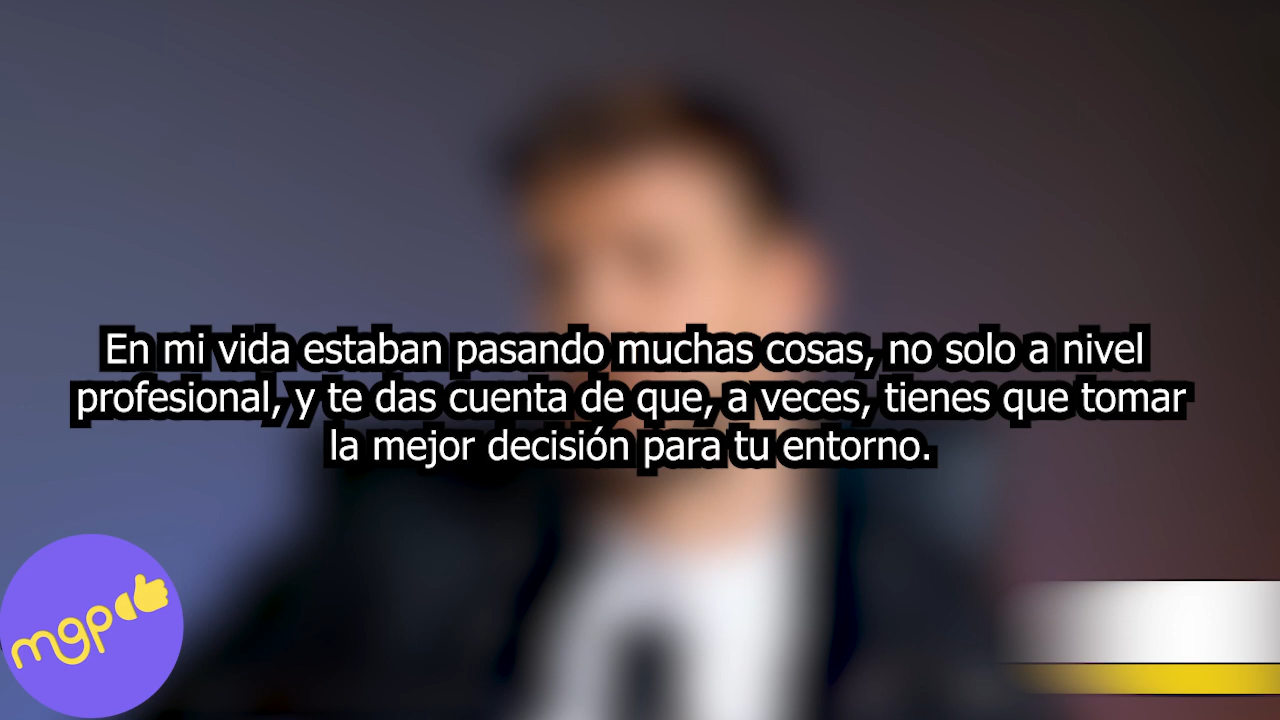 En mi vida estaban pasando muchas cosas, no solo a nivel
profesional, y te das cuenta de que, a veces, tienes que tomar
la mejor decisión para tu entorno.
mgp